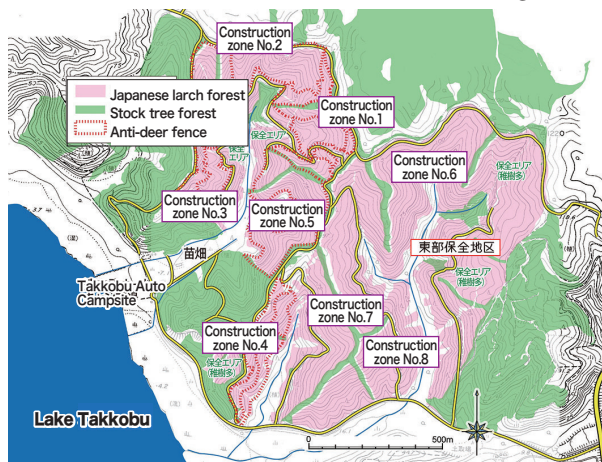 Construction
zone No.2
Japanese larch forest
Stock tree forest
Anti-deer fence
Construction
zone No.1
保全
エリア
Construction
zone No.6
保全エリア
(稚樹多)
1220
Construction
zone No.3
Construction
zone No.5
苗畑
東部保全地区
Takkobu Auto
Campsite
保全エリア
(稚樹多)
Construction
zone No.7
Construction
zone No.4
Construction
zone No.8
保全エリア
(稚樹多)
Lake Takkobu
0
500m